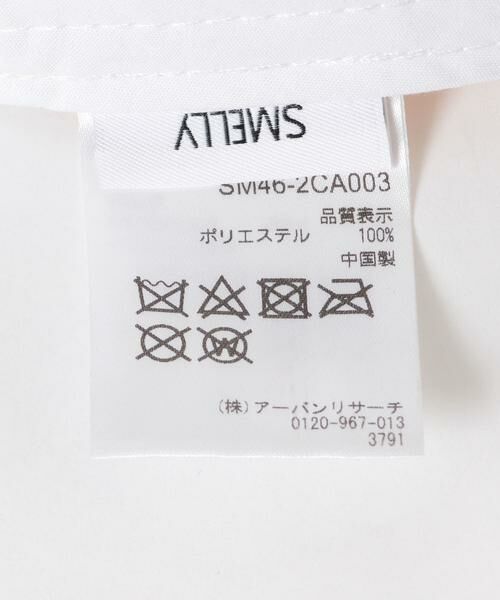 SMELLY
SM46-2CA003
品質表示
ポリエステル 100%
中国製
W
(株)アーバンリサーチ
0120-967-013
3791